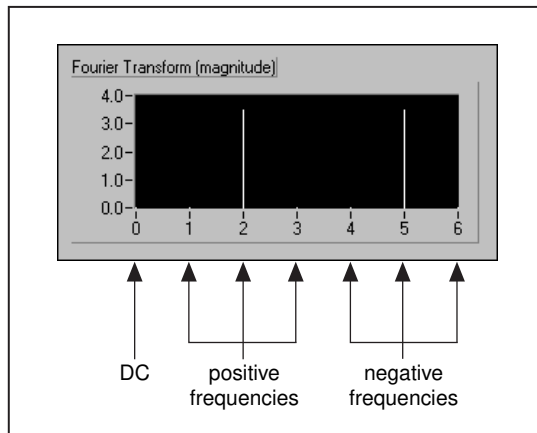 Fourier Transform (magnitude)
4.0
3.0
2.0
1.0
0.0
0 1 2 3 4 5 6
DC
positive
frequencies
negative
frequencies